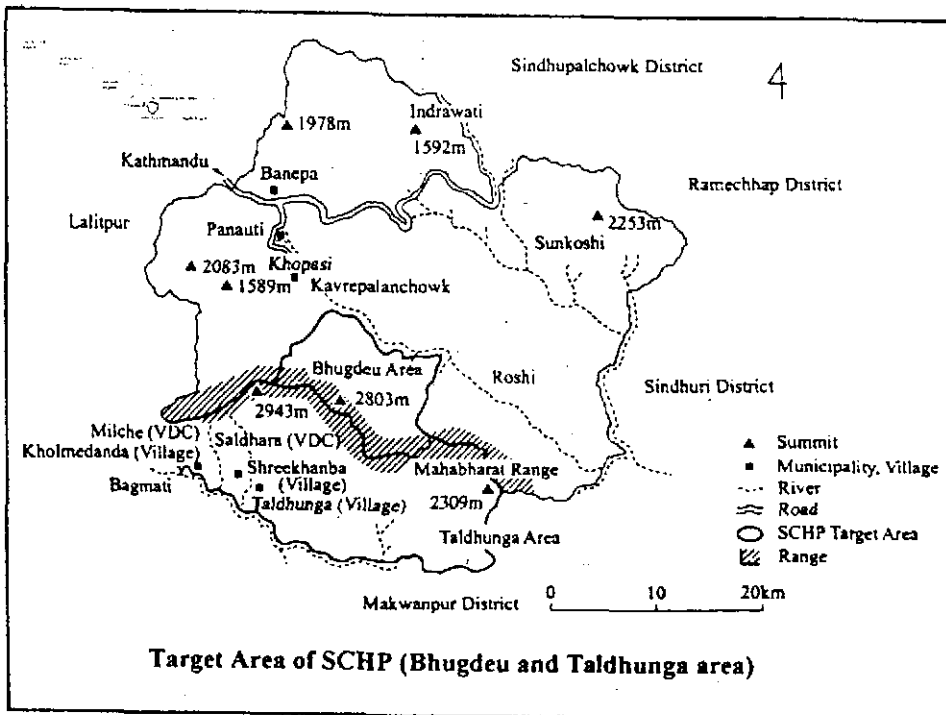 Sindhupalchowk District
4
Indrawati
1978m
1592m
Kathmandu
Banepa
Ramechhap District
Lalitpur
2253m
Panauti
Sunkoshi
2083m
Khopasi
1589m
Kavrepalanchowk
Bhugdeu Area
Roshi
Sindhuri District
2803m
2943m
Milche (VDC)
Saldhara (VDC)
Kholmedanda (Village)
Mahabharat Range
Shreekhanba
(Village)
Bagmati
Taldhunga (Village)
2309m
Taldhunga Area
Summit
Municipality, Village
River
Road
SCHP Target Area
Range
0 10 20km
Makwanpur District
Target Area of SCHP (Bhugdeu and Taldhunga area)